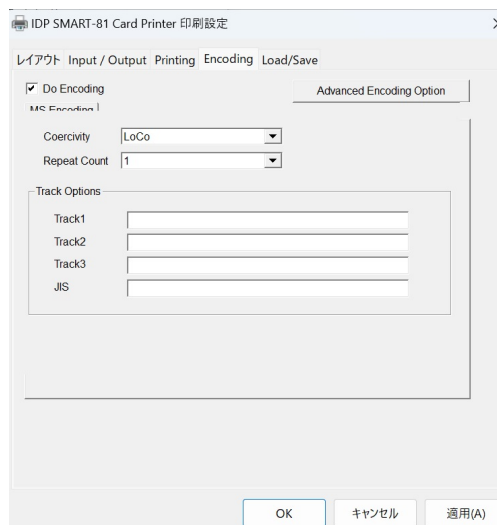 IDP SMART-81 Card Printer 印刷設定
レイアウト Input / Output Printing Encoding Load/Save
Do Encoding
Advanced Encoding Option
MS Encoding
Coercivity LoCo
Repeat Count 1
Track Options
Track1
Track2
Track3
JIS
OK キャンセル 適用(A)